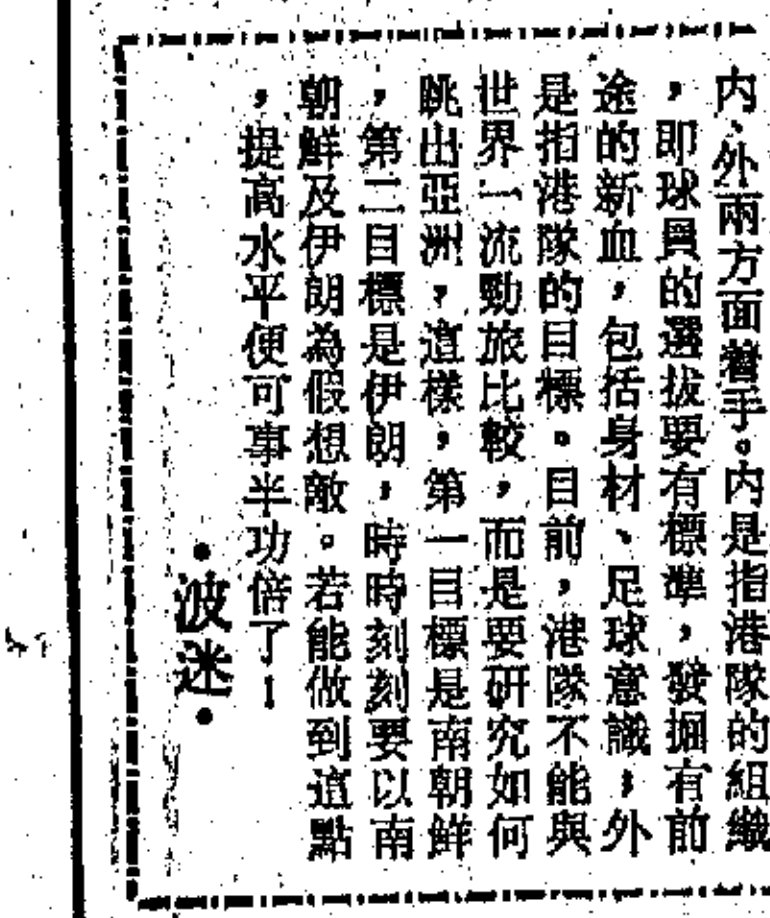 內、外兩方面着手。內是指港隊的組織
，即球員的選拔要有標準，發掘有前
途的新血，包括身材、足球意識，外
是指港隊的目標。目前，港隊不能與
世界一流勁旅比較，而是要研究如何
跳出亞洲，這樣，第一目標是南朝鮮
，第二目標是伊朗，時時刻刻要以南
朝鮮及伊朗為假想敵。若能做到這點
，提高水平便可事半功倍了！
·波迷·